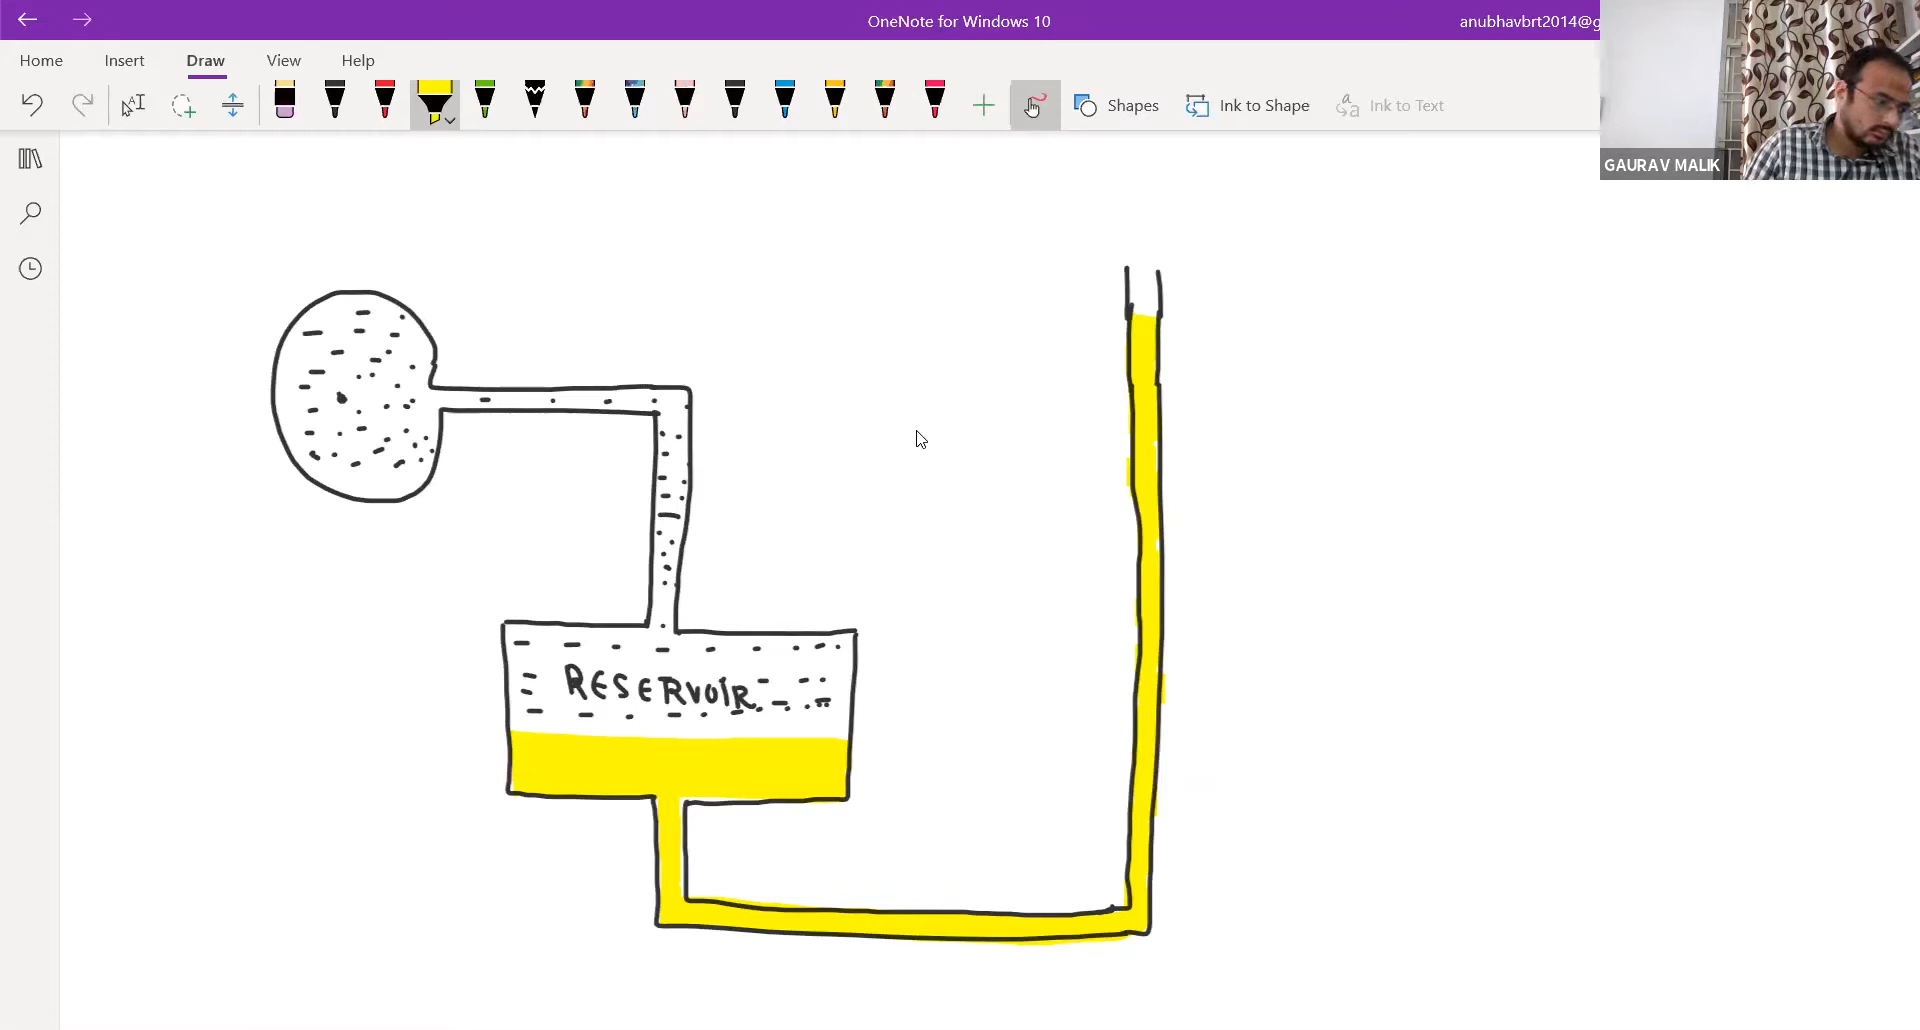 OneNote for Windows 10
anubhavbrt2014@g
Home Insert Draw View Help
Shapes Ink to Shape Ink to Text
GAURAV MALIK
RESERVOIR